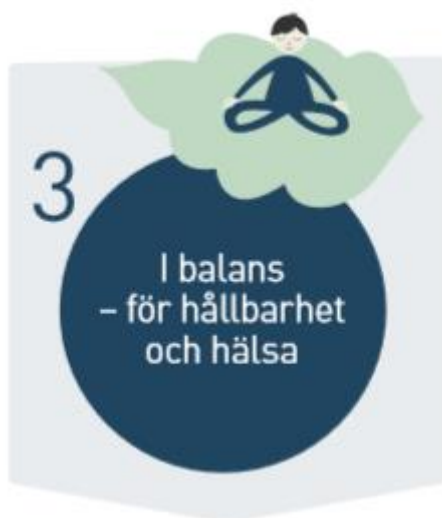 3
I balans
– för hållbarhet
och hälsa